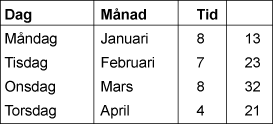 Dag Månad Tid
Måndag Januari 8 13
Tisdag Februari 7 23
Onsdag Mars 8 32
Torsdag April 4 21